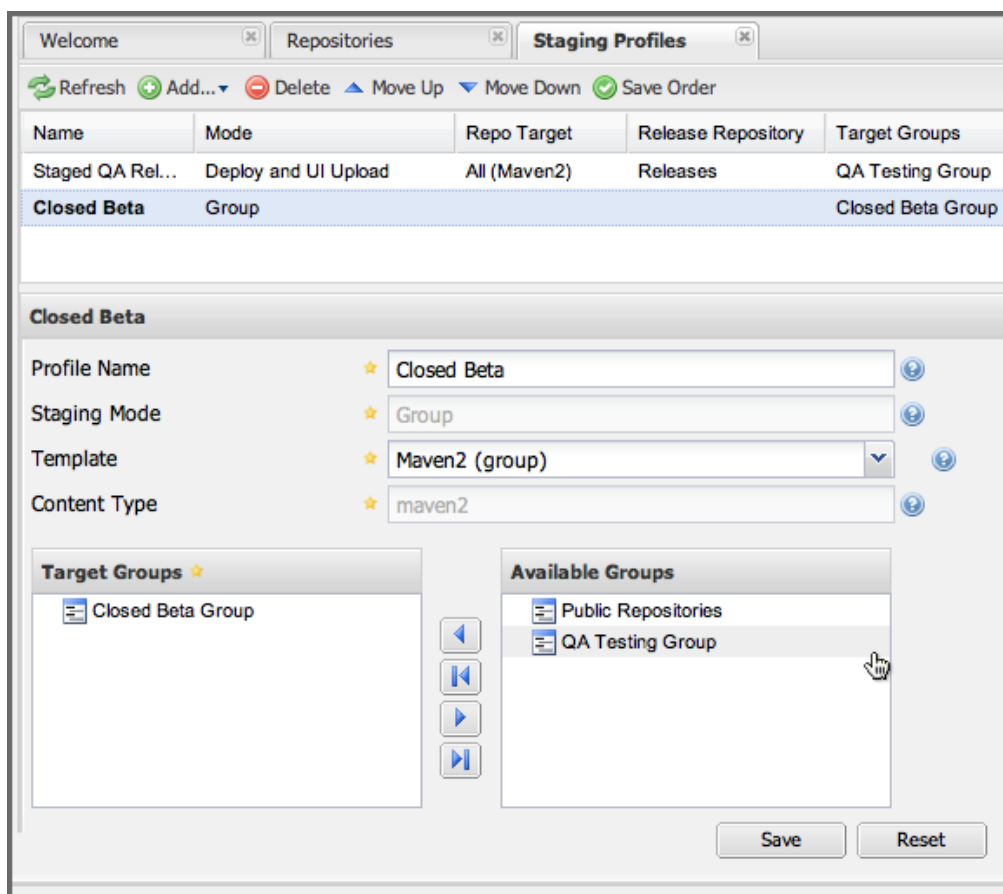 Welcome Repositories Staging Profiles
Refresh Add... Delete Move Up Move Down Save Order
Name Mode Repo Target Release Repository Target Groups
Staged QA Rel... Deploy and UI Upload All (Maven2) Releases QA Testing Group
Closed Beta Group Closed Beta Group
Closed Beta
Profile Name Closed Beta
Staging Mode Group
Template Maven2 (group)
Content Type maven2
Target Groups Available Groups
Closed Beta Group Public Repositories
QA Testing Group
Save Reset